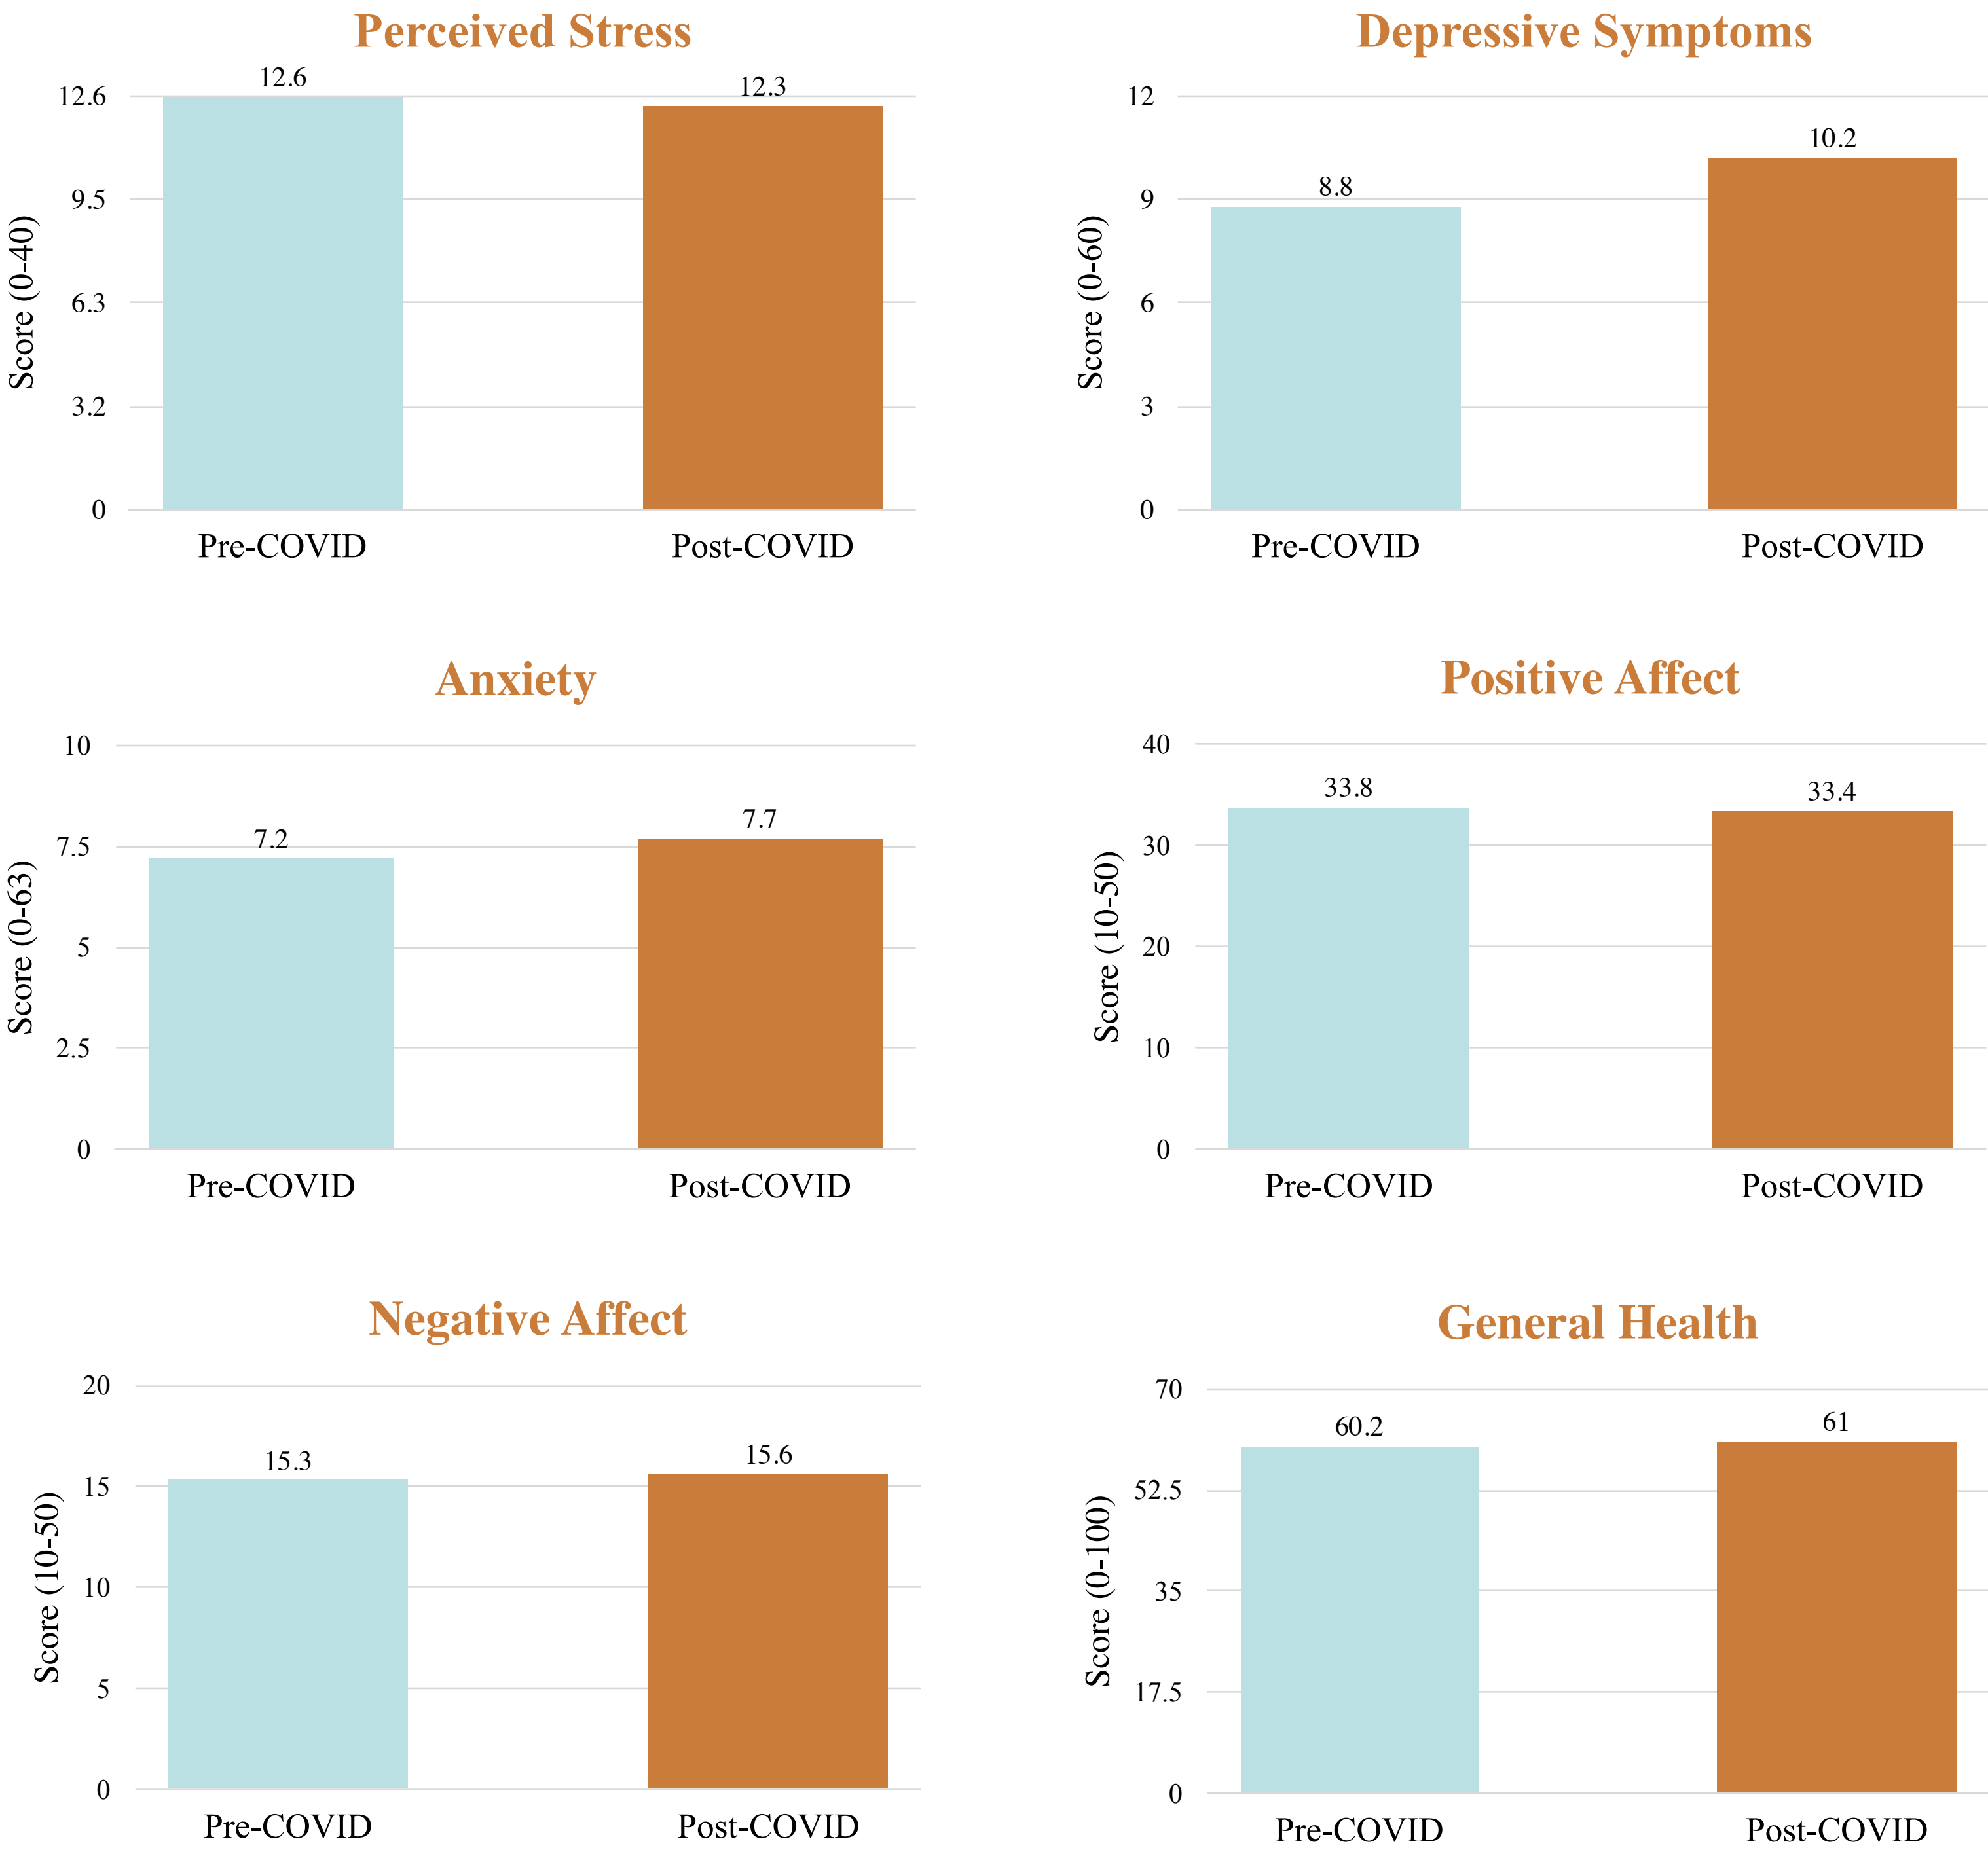 Perceived Stress
12.6
12.3
12.6
9.5
6.3
3.2
0
Score (0-40)
Pre-COVID
Post-COVID
Depressive Symptoms
12
10.2
9
8.8
6
3
0
Score (0-60)
Pre-COVID
Post-COVID
Anxiety
10
7.7
7.5
7.2
5
2.5
0
Score (0-63)
Pre-COVID
Post-COVID
Positive Affect
40
33.8
33.4
30
20
10
0
Score (10-50)
Pre-COVID
Post-COVID
Negative Affect
20
15.3
15.6
15
10
5
0
Score (10-50)
Pre-COVID
Post-COVID
General Health
70
60.2
61
52.5
35
17.5
0
Score (0-100)
Pre-COVID
Post-COVID